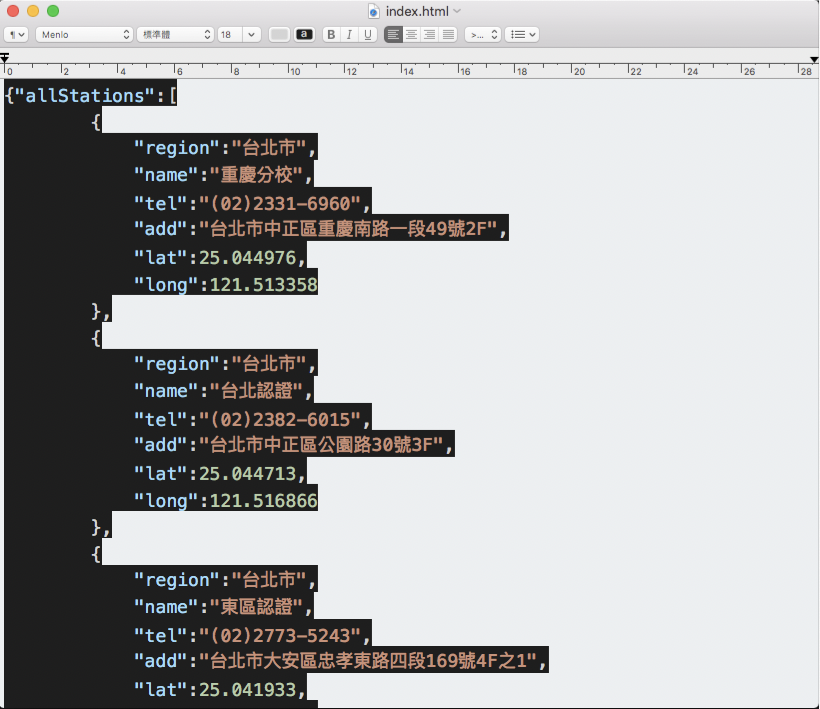 index.html
¶ Menlo 標準體 18 a B I U >...
0 2 4 6 8 10 12 14 16 18 20 22 24 26 28
{"allStations":[
{
"region":"台北市",
"name":"重慶分校",
"tel":"(02)2331-6960",
"add":"台北市中正區重慶南路一段49號2F",
"lat":25.044976,
"long":121.513358
},
{
"region":"台北市",
"name":"台北認證",
"tel":"(02)2382-6015",
"add":"台北市中正區公園路30號3F",
"lat":25.044713,
"long":121.516866
},
{
"region":"台北市",
"name":"東區認證",
"tel":"(02)2773-5243",
"add":"台北市大安區忠孝東路四段169號4F之1",
"lat":25.041933,